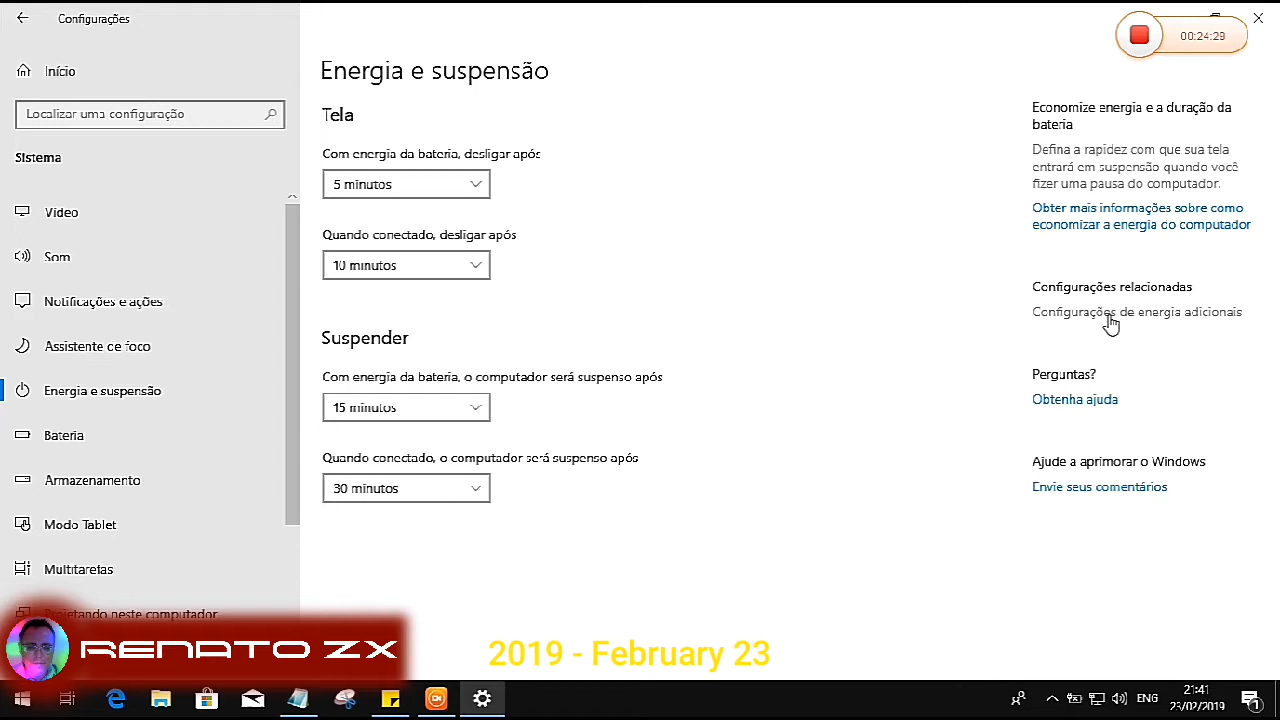 Configurações
00:24:29
Início
Localizar uma configuração
Sistema
Vídeo
Som
Notificações e ações
Assistente de foco
Energia e suspensão
Bateria
Armazenamento
Modo Tablet
Multitarefas
Projetando neste computador
Energia e suspensão
Tela
Com energia da bateria, desligar após
5 minutos
Quando conectado, desligar após
10 minutos
Suspender
Com energia da bateria, o computador será suspenso após
15 minutos
Quando conectado, o computador será suspenso após
30 minutos
Economize energia e a duração da
bateria
Defina a rapidez com que sua tela
entrará em suspensão quando você
fizer uma pausa do computador.
Obter mais informações sobre como
economizar a energia do computador
Configurações relacionadas
Configurações de energia adicionais
Perguntas?
Obtenha ajuda
Ajude a aprimorar o Windows
Envie seus comentários
RENATO ZX
2019 - February 23
ENG
21:41
23/02/2019
1